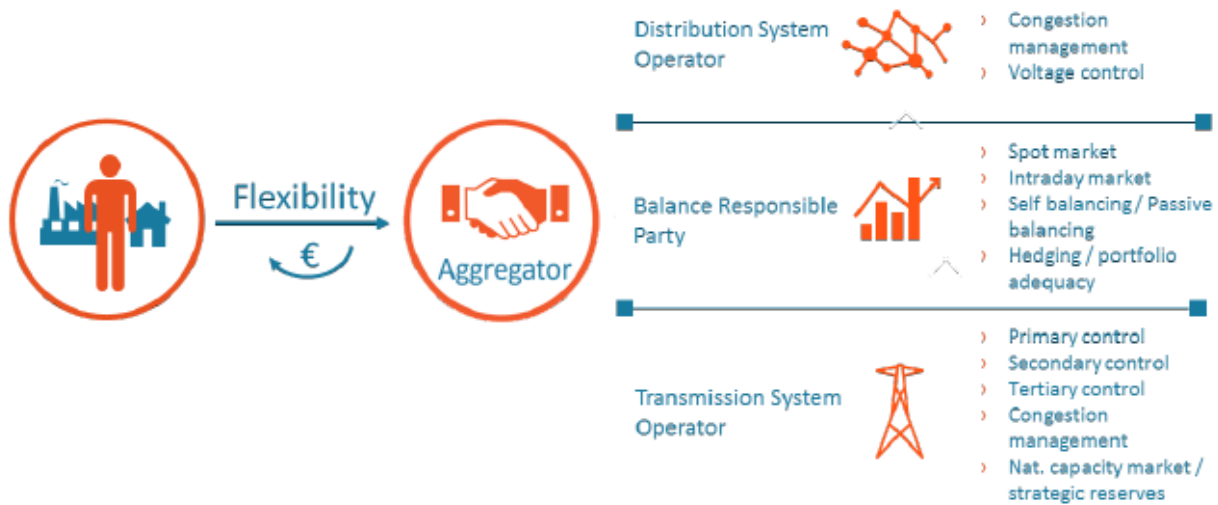 Flexibility
€
Aggregator
Distribution System
Operator
› Congestion
management
› Voltage control
Balance Responsible
Party
› Spot market
› Intraday market
› Self balancing / Passive
balancing
› Hedging / portfolio
adequacy
Transmission System
Operator
› Primary control
› Secondary control
› Tertiary control
› Congestion
management
› Nat. capacity market /
strategic reserves